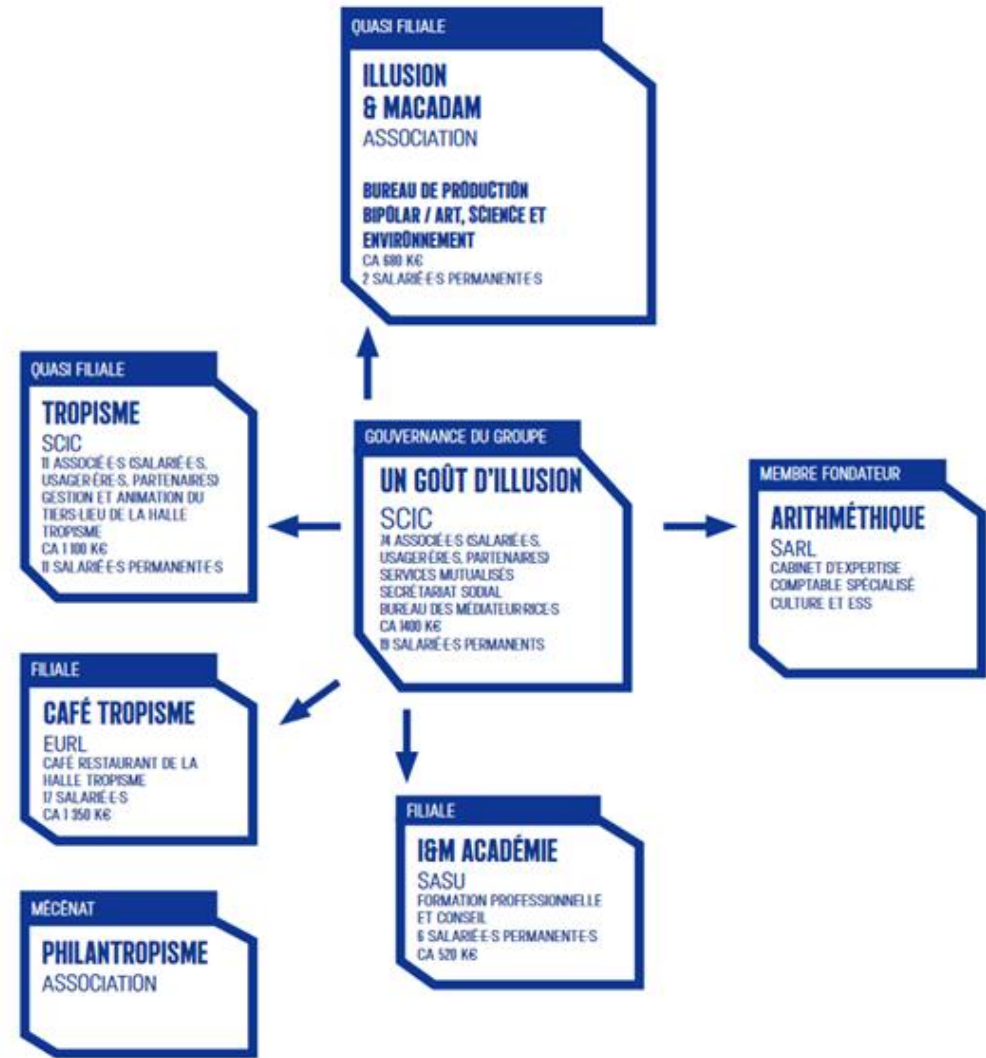 QUASI FILIALE
ILLUSION
& MACADAM
ASSOCIATION
BUREAU DE PRODUCTION
BIPOLAR / ART, SCIENCE ET
ENVIRONNEMENT
CA 680 K€
2 SALARIÉ·E·S PERMANENT·E·S
QUASI FILIALE
TROPISME
SCIC
11 ASSOCIÉ·E·S (SALARIÉ·E·S,
USAGER·ÈRE·S, PARTENAIRES)
GESTION ET ANIMATION DU
TIERS-LIEU DE LA HALLE
TROPISME
CA 1 100 K€
11 SALARIÉ·E·S PERMANENT·E·S
GOUVERNANCE DU GROUPE
UN GOÛT D'ILLUSION
SCIC
74 ASSOCIÉ·E·S (SALARIÉ·E·S,
USAGER·ÈRE·S, PARTENAIRES)
SERVICES MUTUALISÉS
SECRÉTARIAT SODIAL
BUREAU DES MÉDIATEUR·RICE·S
CA 1400 K€
19 SALARIÉ·E·S PERMANENTS
MEMBRE FONDATEUR
ARITHMÉTHIQUE
SARL
CABINET D'EXPERTISE
COMPTABLE SPÉCIALISÉ
CULTURE ET ESS
FILIALE
CAFÉ TROPISME
EURL
CAFÉ RESTAURANT DE LA
HALLE TROPISME
17 SALARIÉ·E·S
CA 1 350 K€
FILIALE
I&M ACADÉMIE
SASU
FORMATION PROFESSIONNELLE
ET CONSEIL
6 SALARIÉ·E·S PERMANENT·E·S
CA 520 K€
MÉCÉNAT
PHILANTROPISME
ASSOCIATION